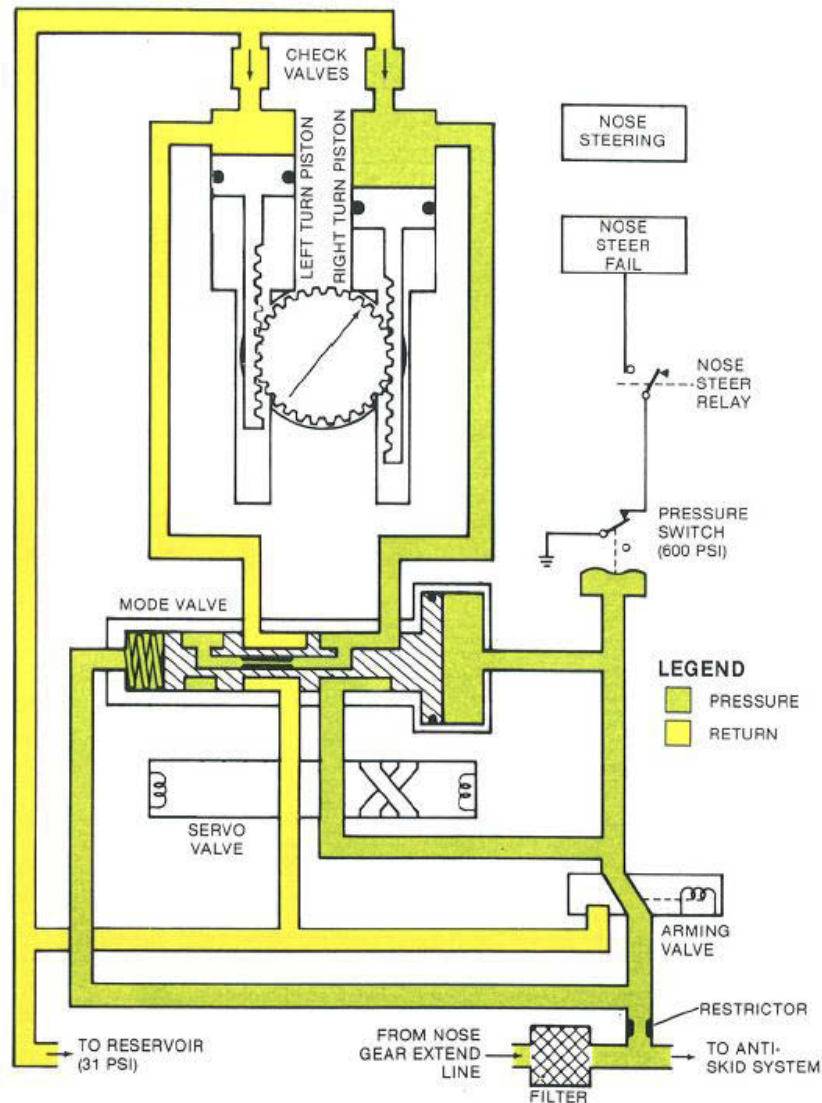 CHECK
VALVES
LEFT TURN PISTON
RIGHT TURN PISTON
NOSE
STEERING
NOSE
STEER
FAIL
NOSE
STEER
RELAY
PRESSURE
SWITCH
(600 PSI)
MODE VALVE
LEGEND
PRESSURE
RETURN
SERVO
VALVE
ARMING
VALVE
RESTRICTOR
TO RESERVOIR
(31 PSI)
FROM NOSE
GEAR EXTEND
LINE
FILTER
TO ANTI-
SKID SYSTEM